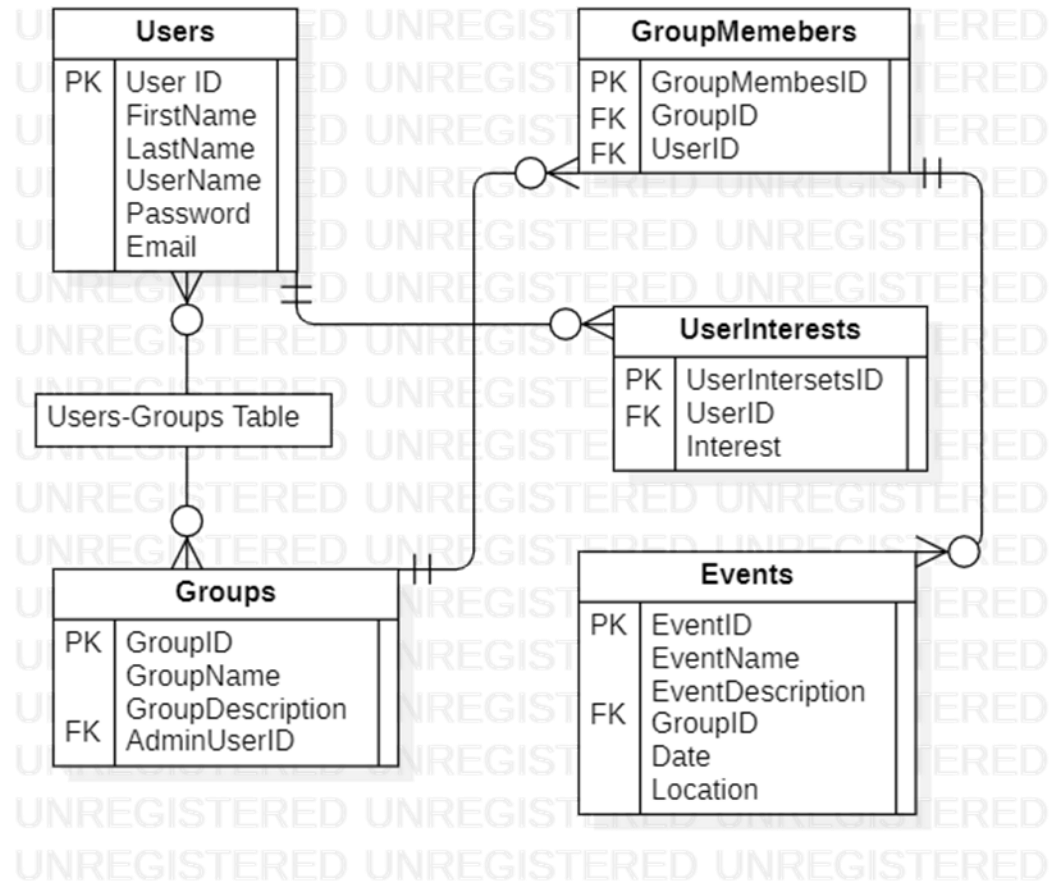 Users
PK User ID
FirstName
LastName
UserName
Password
Email
GroupMemebers
PK GroupMembesID
FK GroupID
FK UserID
UserInterests
PK UserIntersetsID
FK UserID
Interest
Users-Groups Table
Groups
PK GroupID
GroupName
GroupDescription
FK AdminUserID
Events
PK EventID
EventName
EventDescription
FK GroupID
Date
Location
UNREGISTERED